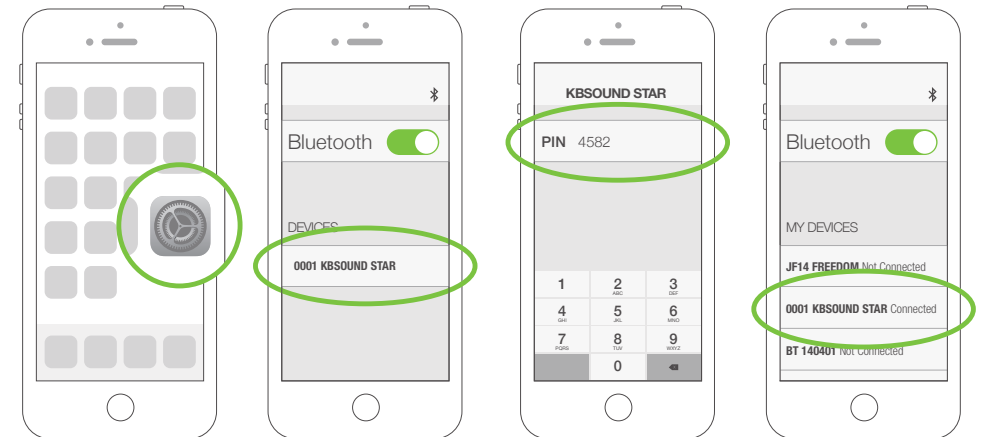 Bluetooth
DEVICES
0001 KBSOUND STAR
KBSOUND STAR
PIN 4582
1 2 3
ABC DEF
4 5 6
GHI JKL MNO
7 8 9
PQRS TUV WXYZ
0
Bluetooth
MY DEVICES
JF14 FREEDOM Not Connected
0001 KBSOUND STAR Connected
BT 140401 Not Connected